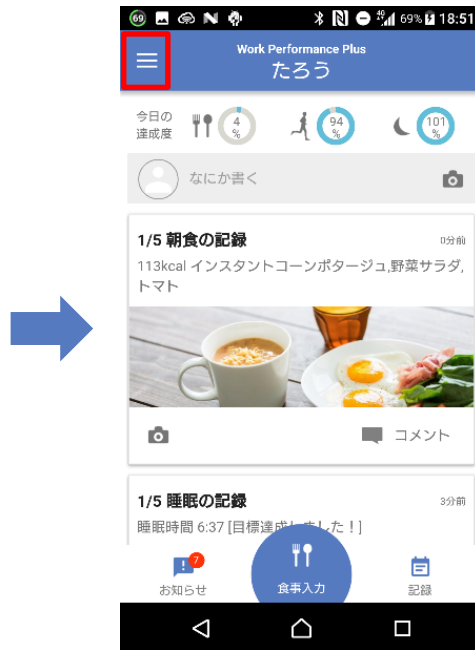 69 4G 69% 18:51
Work Performance Plus
たろう
今日の
達成度
4
%
94
%
101
%
なにか書く
1/5 朝食の記録 0分前
113kcal インスタントコーンポタージュ,野菜サラダ,
トマト
コメント
1/5 睡眠の記録 3分前
睡眠時間 6:37 [目標達成しました！]
7
お知らせ
食事入力
記録